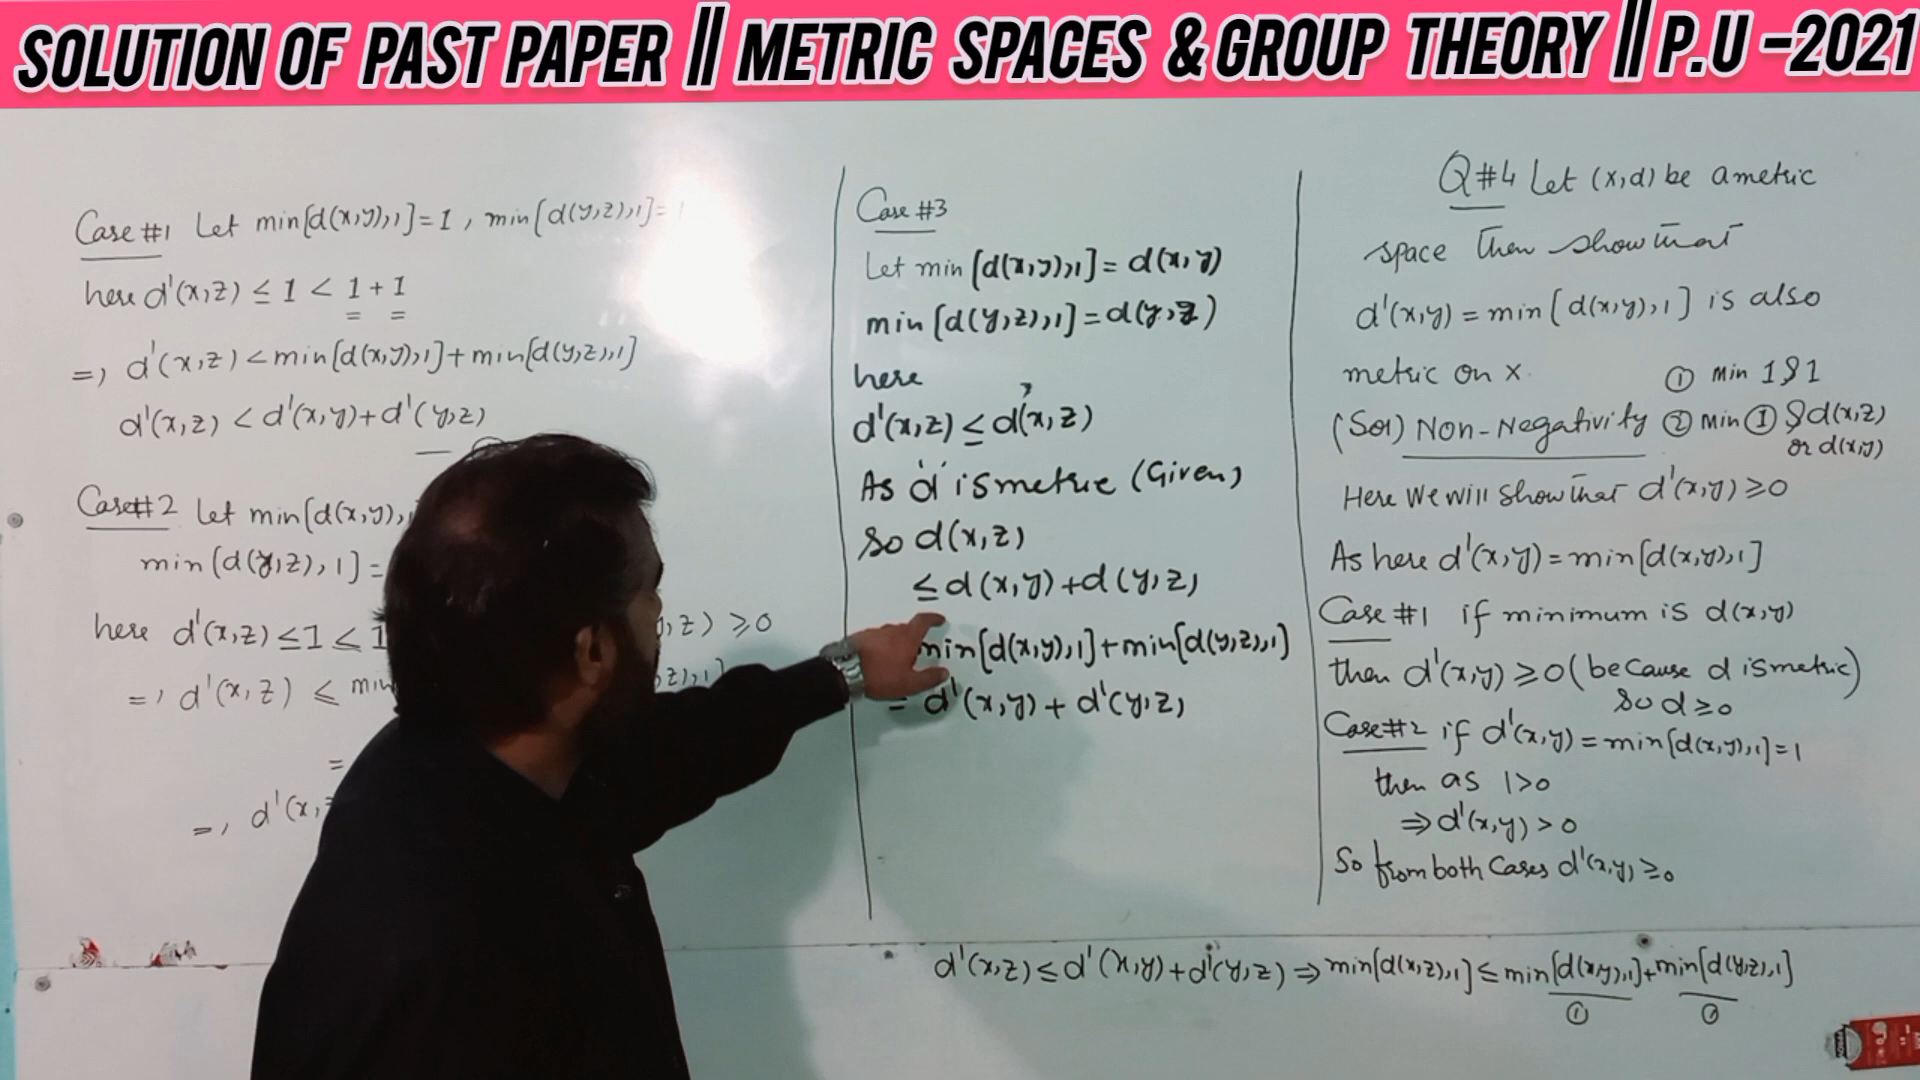 SOLUTION OF PAST PAPER || METRIC SPACES & GROUP THEORY || P.U -2021
Case #1 Let min[d(x,y),1]=1, min[d(y,z),1]=1
here d'(x,z) ≤ 1 < 1+1
=> d'(x,z) < min[d(x,y),1]+min[d(y,z),1]
d'(x,z) < d'(x,y)+d'(y,z)
Case#2 Let min[d(x,y),
min[d(y,z),1]=
here d'(x,z) ≤ 1 ≤ 1 ,z) ≥0
=> d'(x,z) ≤ min z),1]
=
=> d'(x,z
Case #3
Let min[d(x,y),1]=d(x,y)
min[d(y,z),1]=d(y,z)
here
d'(x,z) ≤ d(x,z)
As 'd' is metric (Given)
so d(x,z)
≤ d(x,y)+d(y,z)
min[d(x,y),1]+min[d(y,z),1]
= d'(x,y)+d'(y,z)
Q#4 Let (x,d) be a metric
space then show that
d'(x,y)=min[d(x,y),1] is also
metric on x. ① min 1 & 1
(Sol) Non-Negativity ② min ① & d(x,z)
or d(x,y)
Here We will show that d'(x,y) ≥0
As here d'(x,y)=min[d(x,y),1]
Case #1 if minimum is d(x,y)
then d'(x,y) ≥0 (because d is metric)
so d ≥0
Case#2 if d'(x,y)=min[d(x,y),1]=1
then as 1>0
⇒ d'(x,y) >0
So from both Cases d'(x,y) ≥0
d'(x,z) ≤ d'(x,y)+d'(y,z) ⇒ min[d(x,z),1] ≤ min[d(x,y),1]+min[d(y,z),1]
① ②